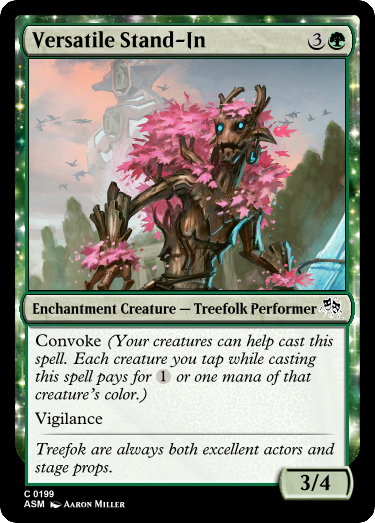 Versatile Stand-In 3
Enchantment Creature — Treefolk Performer
Convoke (Your creatures can help cast this
spell. Each creature you tap while casting
this spell pays for 1 or one mana of that
creature's color.)
Vigilance
Treefok are always both excellent actors and
stage props.
3/4
C 0199
ASM Aaron Miller